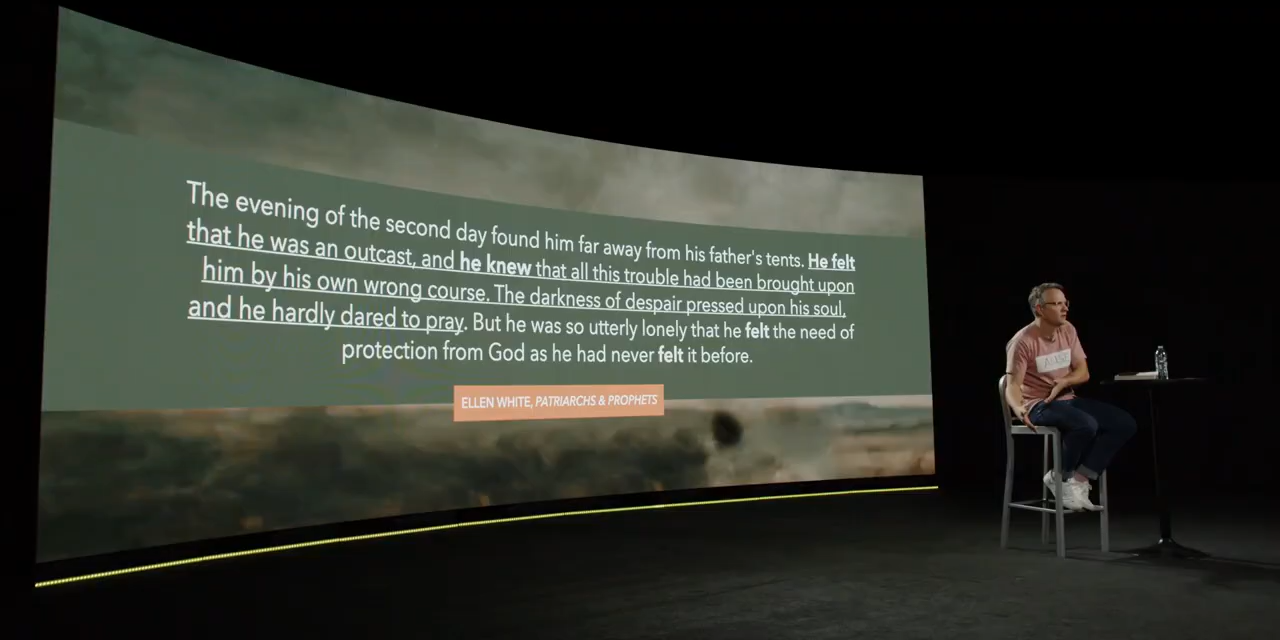 The evening of the second day found him far away from his father's tents. He felt
that he was an outcast, and he knew that all this trouble had been brought upon
him by his own wrong course. The darkness of despair pressed upon his soul,
and he hardly dared to pray. But he was so utterly lonely that he felt the need of
protection from God as he had never felt it before.
ELLEN WHITE, PATRIARCHS & PROPHETS